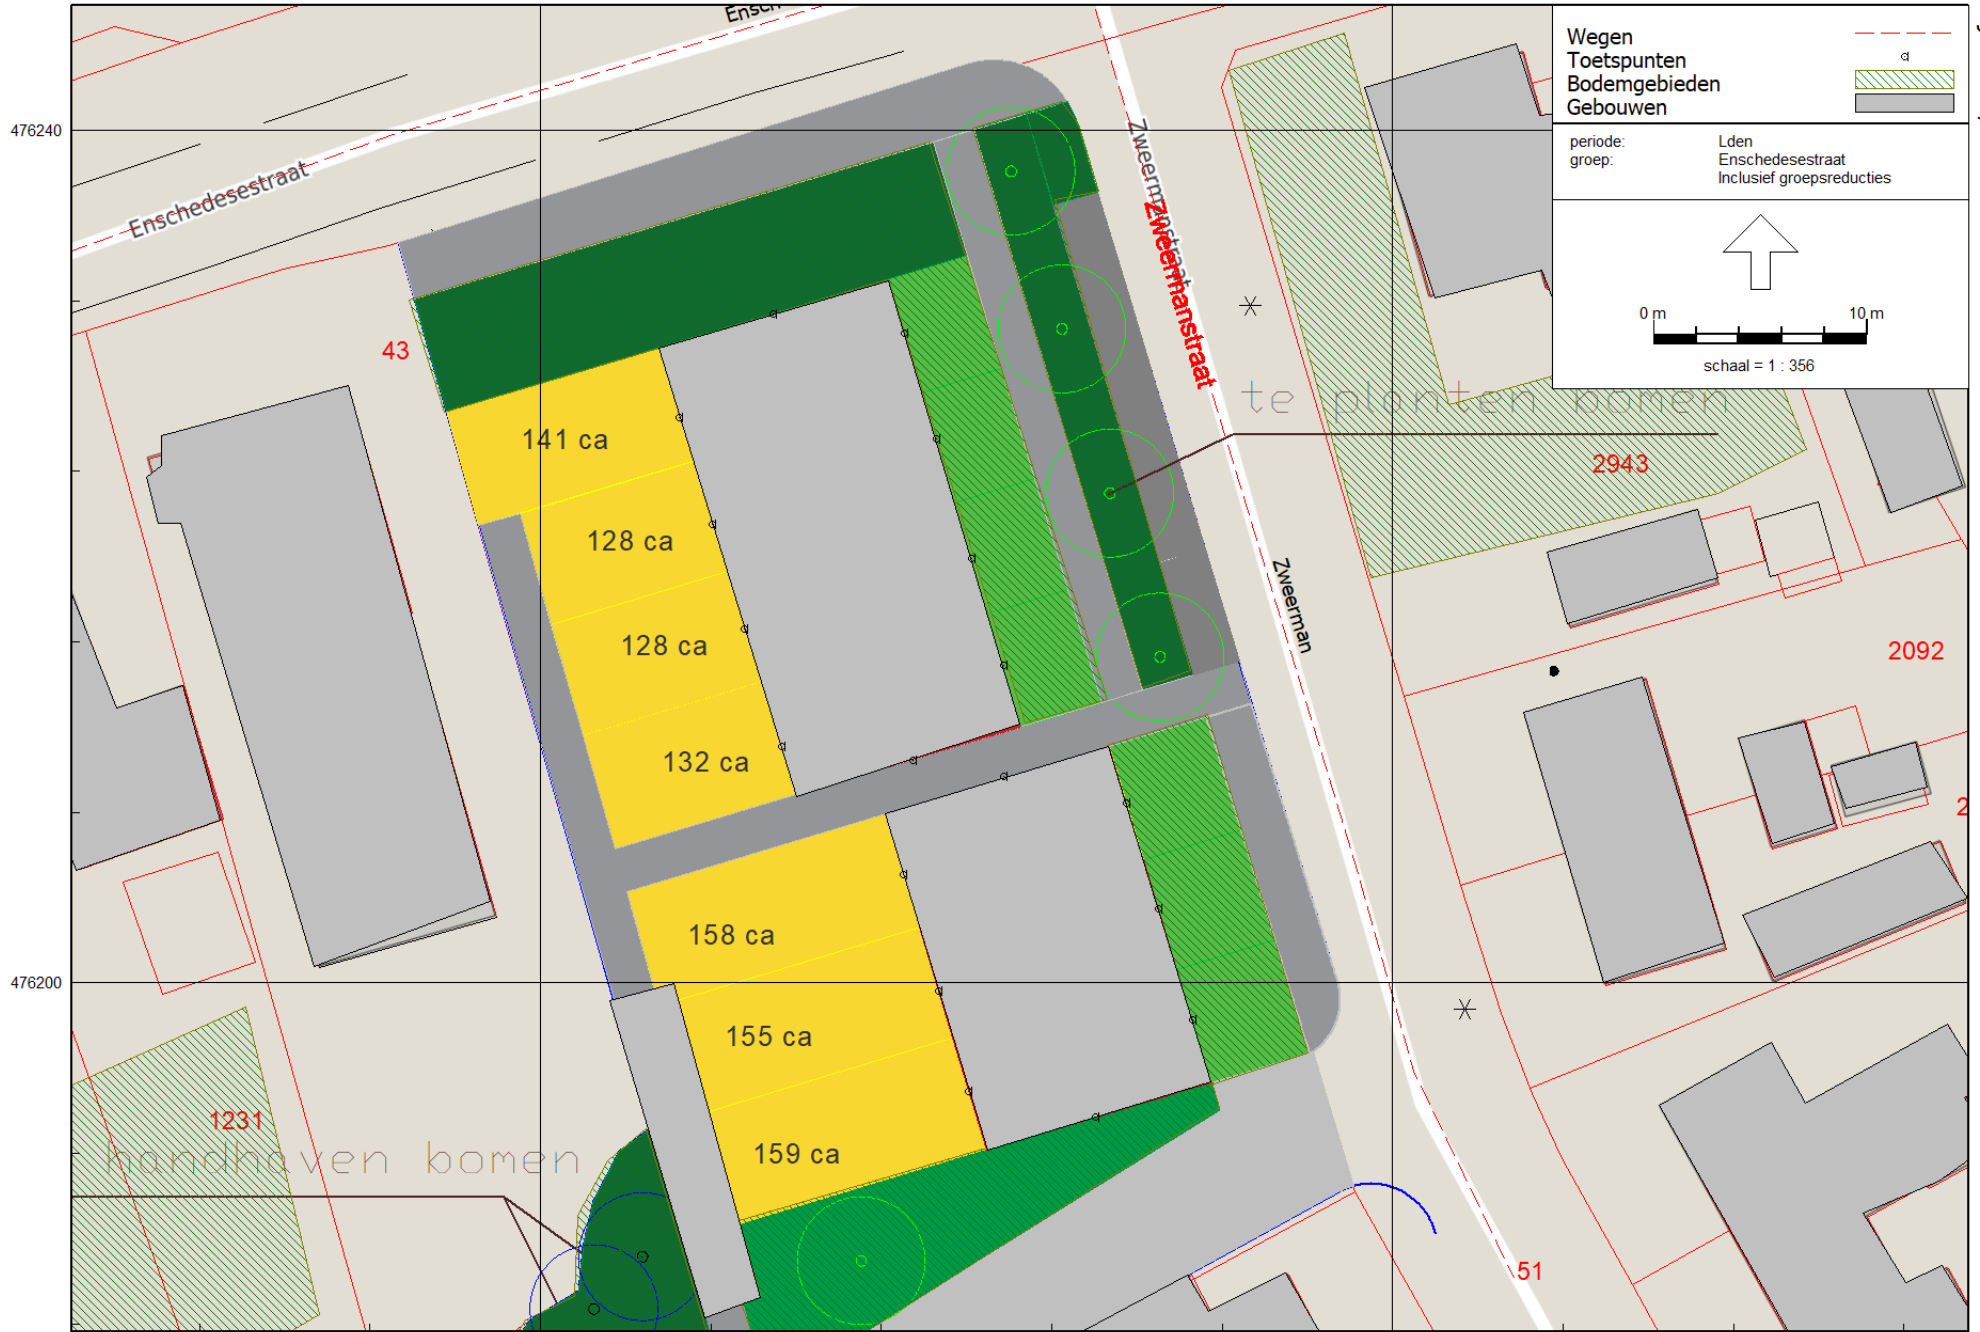 Wegen
Toetspunten
Bodemgebieden
Gebouwen
periode: Lden
groep: Enschedesestraat
Inclusief groepsreducties
0 m 10 m
schaal = 1 : 356
476240
Enschedesestraat
Zweermanstraat
Zweermanstraat
43
te planten bomen
141 ca
2943
128 ca
Zweerman
128 ca
2092
132 ca
158 ca
476200
155 ca
1231
handhaven bomen
159 ca
51